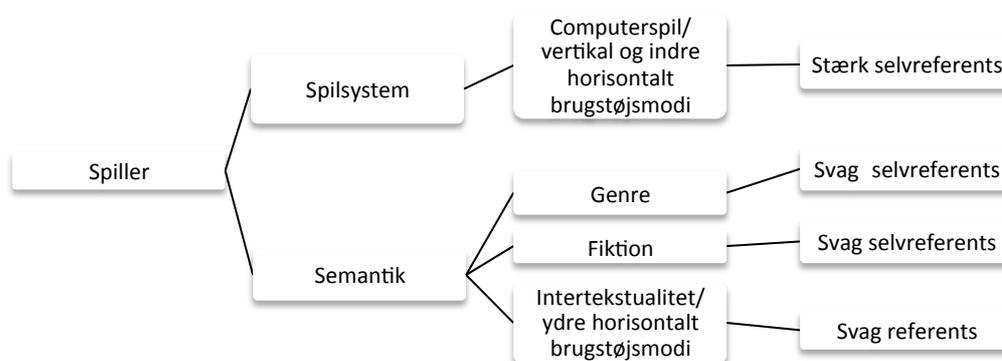 Spiller
Spilsystem
Computerspil/
vertikal og indre
horisontalt
brugstøjsmodi
Stærk selvreferents
Semantik
Genre
Svag selvreferents
Fiktion
Svag selvreferents
Intertekstualitet/
ydre horisontalt
brugstøjsmodi
Svag referents